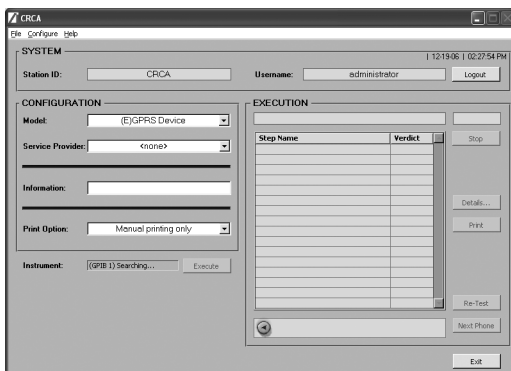 CRCA
File Configure Help
SYSTEM
| 12-19-06 | 02:27:54 PM
Station ID: CRCA Username: administrator Logout
CONFIGURATION
Model: (E)GPRS Device
Service Provider: <none>
Information:
Print Option: Manual printing only
Instrument: (GPIB 1) Searching... Execute
EXECUTION
Step Name Verdict Stop
Details...
Print
Re-Test
Next Phone
Exit